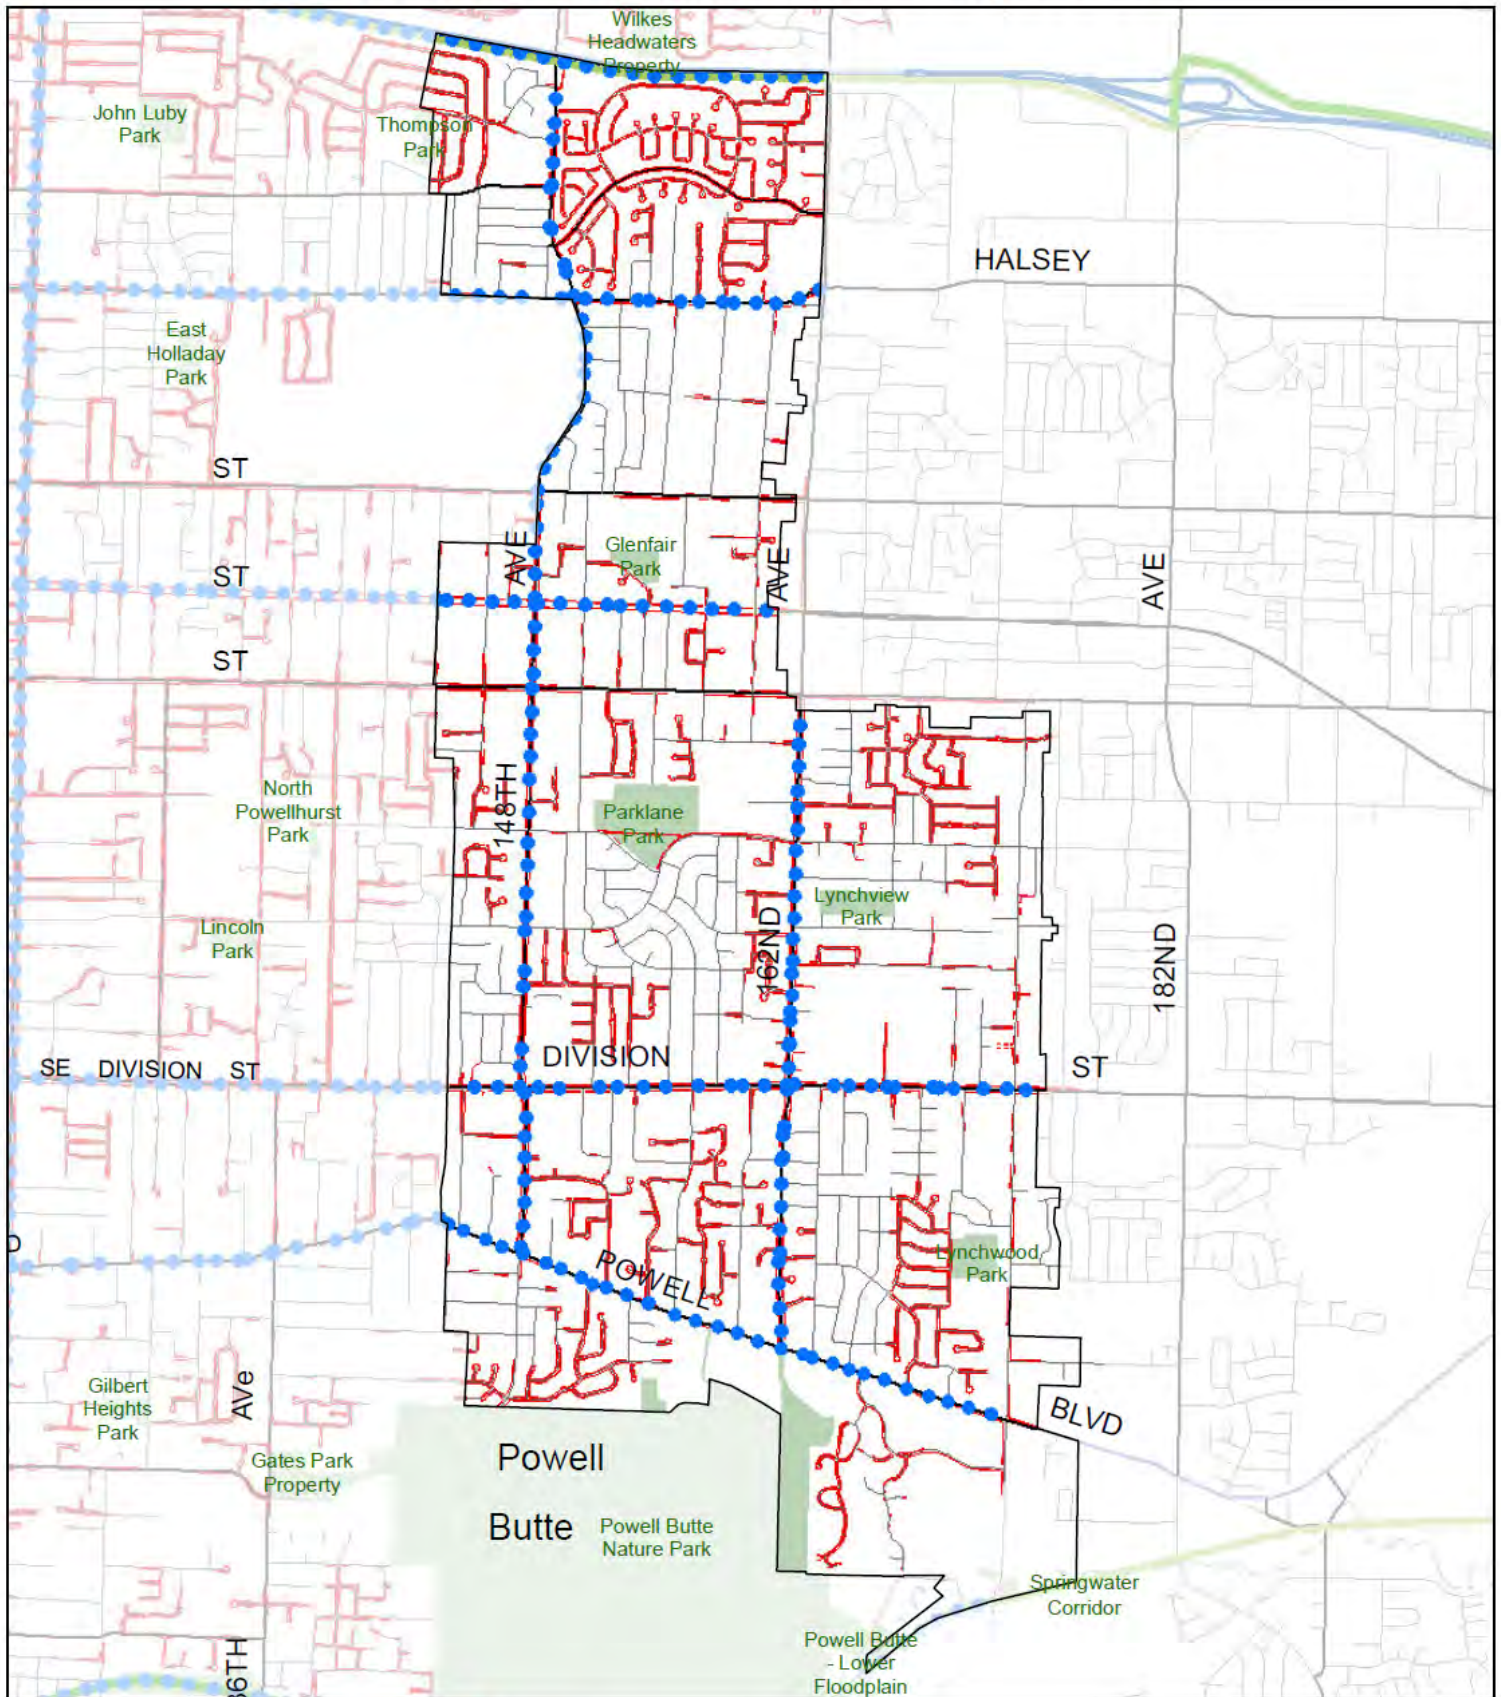 Wilkes
Headwaters
Property
John Luby
Park
Thompson
Park
HALSEY
East
Holladay
Park
ST
AVE
Glenfair
Park
AVE
AVE
ST
ST
148TH
North
Powellhurst
Park
Parklane
Park
Lynchview
Park
Lincoln
Park
162ND
182ND
SE DIVISION ST
DIVISION
ST
POWELL
Lynchwood
Park
Gilbert
Heights
Park
AVe
BLVD
Gates Park
Property
Powell
Butte
Powell Butte
Nature Park
Springwater
Corridor
Powell Butte
- Lower
Floodplain
36TH